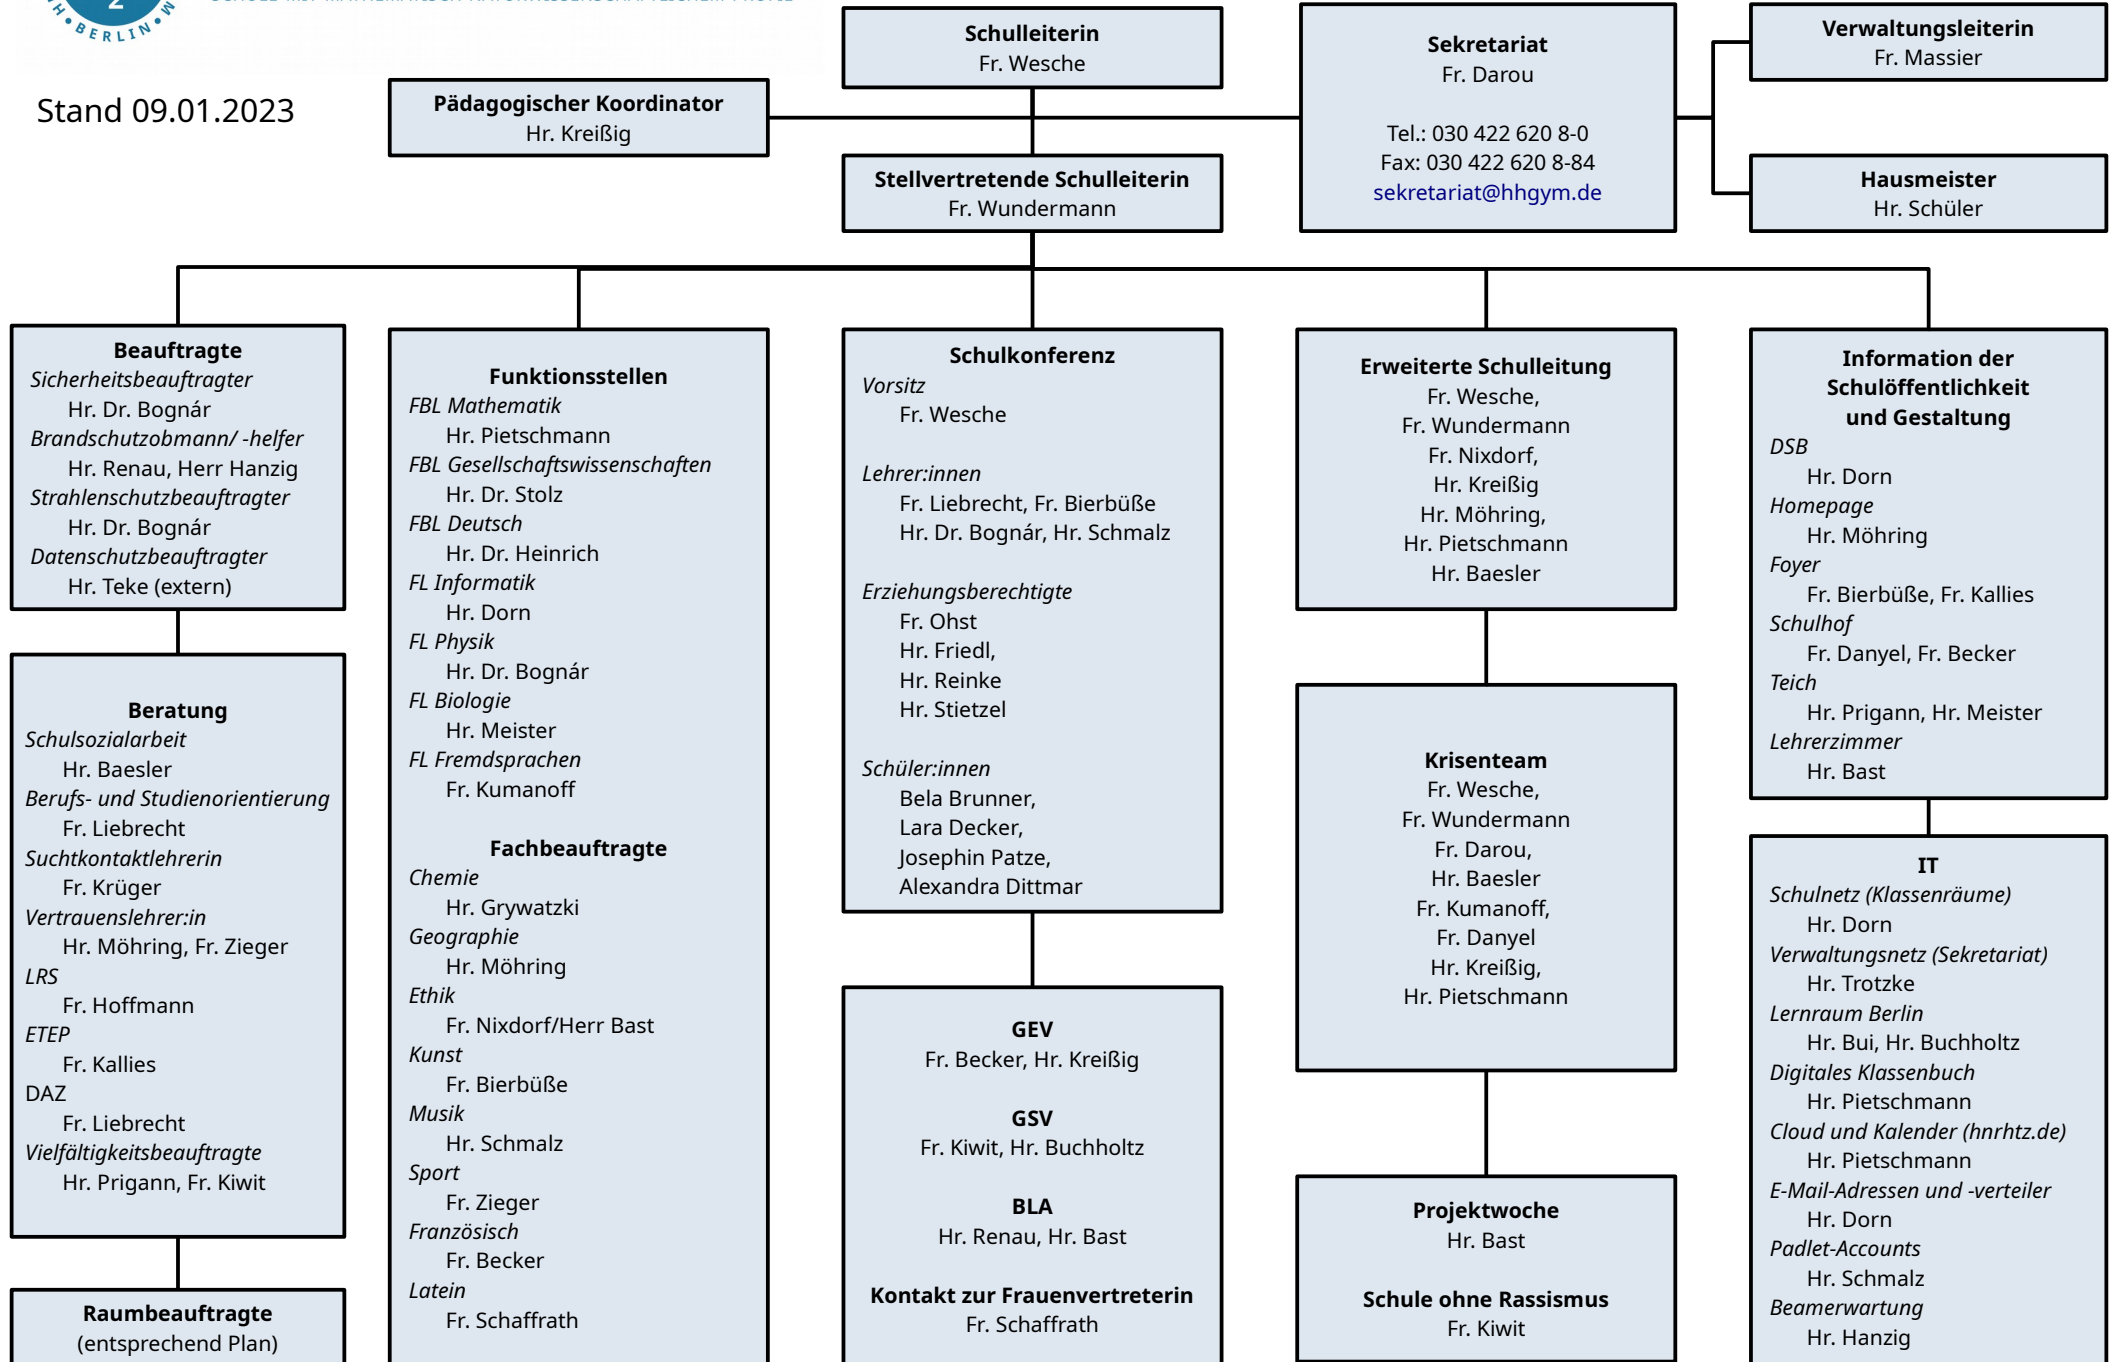 2
BERLIN
Stand 09.01.2023
Schulleiterin
Fr. Wesche
Pädagogischer Koordinator
Hr. Kreißig
Stellvertretende Schulleiterin
Fr. Wundermann
Sekretariat
Fr. Darou
Tel.: 030 422 620 8-0
Fax: 030 422 620 8-84
sekretariat@hhgym.de
Verwaltungsleiterin
Fr. Massier
Hausmeister
Hr. Schüler
Beauftragte
Sicherheitsbeauftragter
Hr. Dr. Bognár
Brandschutzobmann/ -helfer
Hr. Renau, Herr Hanzig
Strahlenschutzbeauftragter
Hr. Dr. Bognár
Datenschutzbeauftragter
Hr. Teke (extern)
Beratung
Schulsozialarbeit
Hr. Baesler
Berufs- und Studienorientierung
Fr. Liebrecht
Suchtkontaktlehrerin
Fr. Krüger
Vertrauenslehrer:in
Hr. Möhring, Fr. Zieger
LRS
Fr. Hoffmann
ETEP
Fr. Kallies
DAZ
Fr. Liebrecht
Vielfältigkeitsbeauftragte
Hr. Prigann, Fr. Kiwit
Raumbeauftragte
(entsprechend Plan)
Funktionsstellen
FBL Mathematik
Hr. Pietschmann
FBL Gesellschaftswissenschaften
Hr. Dr. Stolz
FBL Deutsch
Hr. Dr. Heinrich
FL Informatik
Hr. Dorn
FL Physik
Hr. Dr. Bognár
FL Biologie
Hr. Meister
FL Fremdsprachen
Fr. Kumanoff
Fachbeauftragte
Chemie
Hr. Grywatzki
Geographie
Hr. Möhring
Ethik
Fr. Nixdorf/Herr Bast
Kunst
Fr. Bierbüße
Musik
Hr. Schmalz
Sport
Fr. Zieger
Französisch
Fr. Becker
Latein
Fr. Schaffrath
Schulkonferenz
Vorsitz
Fr. Wesche
Lehrer:innen
Fr. Liebrecht, Fr. Bierbüße
Hr. Dr. Bognár, Hr. Schmalz
Erziehungsberechtigte
Fr. Ohst
Hr. Friedl,
Hr. Reinke
Hr. Stietzel
Schüler:innen
Bela Brunner,
Lara Decker,
Josephin Patze,
Alexandra Dittmar
GEV
Fr. Becker, Hr. Kreißig
GSV
Fr. Kiwit, Hr. Buchholtz
BLA
Hr. Renau, Hr. Bast
Kontakt zur Frauenvertreterin
Fr. Schaffrath
Erweiterte Schulleitung
Fr. Wesche,
Fr. Wundermann
Fr. Nixdorf,
Hr. Kreißig
Hr. Möhring,
Hr. Pietschmann
Hr. Baesler
Krisenteam
Fr. Wesche,
Fr. Wundermann
Fr. Darou,
Hr. Baesler
Fr. Kumanoff,
Fr. Danyel
Hr. Kreißig,
Hr. Pietschmann
Projektwoche
Hr. Bast
Schule ohne Rassismus
Fr. Kiwit
Information der
Schulöffentlichkeit
und Gestaltung
DSB
Hr. Dorn
Homepage
Hr. Möhring
Foyer
Fr. Bierbüße, Fr. Kallies
Schulhof
Fr. Danyel, Fr. Becker
Teich
Hr. Prigann, Hr. Meister
Lehrerzimmer
Hr. Bast
IT
Schulnetz (Klassenräume)
Hr. Dorn
Verwaltungsnetz (Sekretariat)
Hr. Trotzke
Lernraum Berlin
Hr. Bui, Hr. Buchholtz
Digitales Klassenbuch
Hr. Pietschmann
Cloud und Kalender (hnrhtz.de)
Hr. Pietschmann
E-Mail-Adressen und -verteiler
Hr. Dorn
Padlet-Accounts
Hr. Schmalz
Beamerwartung
Hr. Hanzig